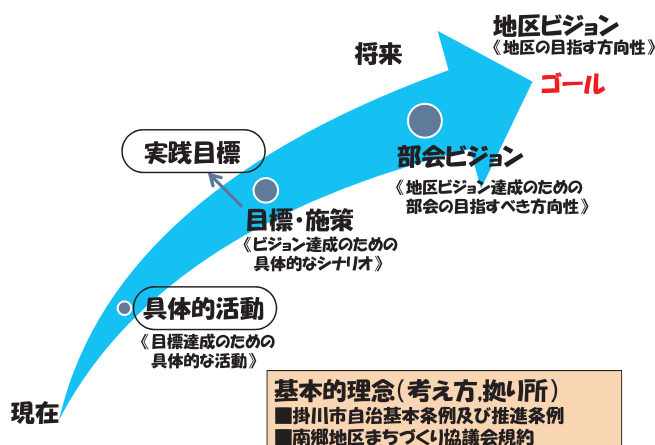 地区ビジョン
《地区の目指す方向性》
将来
ゴール
部会ビジョン
《地区ビジョン達成のための
部会の目指すべき方向性》
実践目標
目標・施策
《ビジョン達成のための
具体的なシナリオ》
具体的活動
《目標達成のための
具体的な活動》
現在
基本的理念(考え方,拠り所)
■掛川市自治基本条例及び推進条例
■南郷地区まちづくり協議会規約